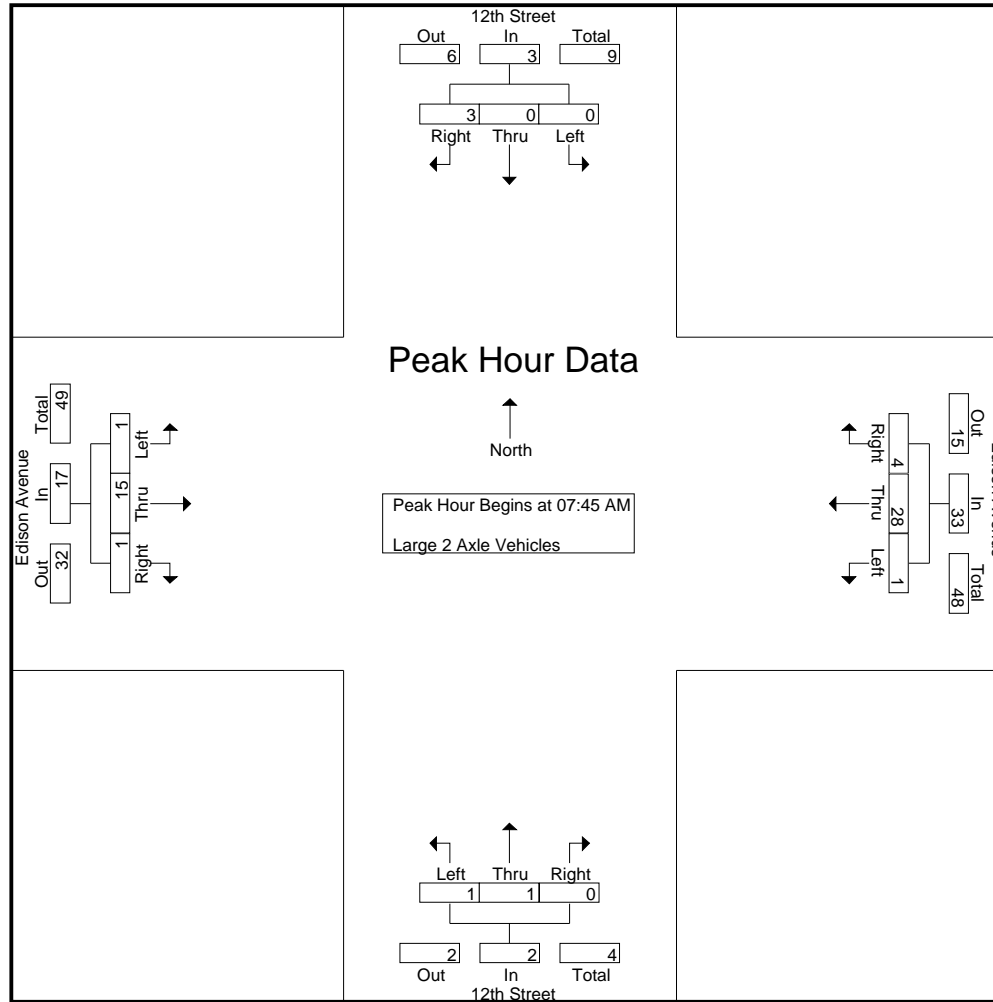 12th Street
Out In Total
6 3 9
3 0 0
Right Thru Left
Peak Hour Data
North
Peak Hour Begins at 07:45 AM
Large 2 Axle Vehicles
Edison Avenue
Out In Total
32 17 49
Right Thru Left
1 15 1
Out In Total
15 33 48
Right Thru Left
4 28 1
Left Thru Right
1 1 0
2 2 4
Out In Total
12th Street